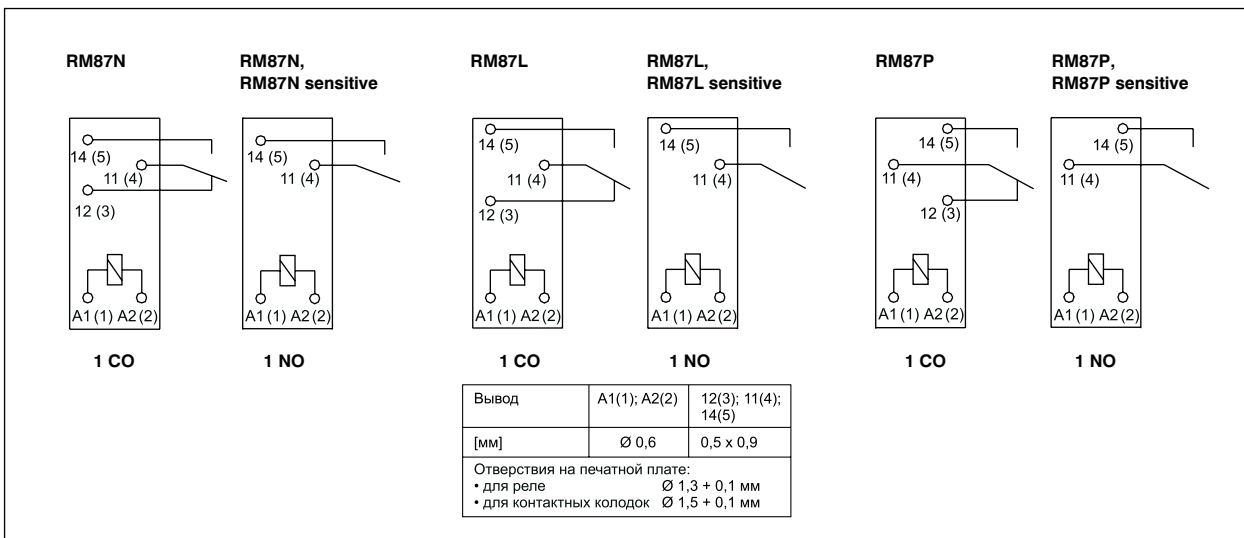 RM87N
RM87N,
RM87N sensitive
RM87L
RM87L,
RM87L sensitive
RM87P
RM87P,
RM87P sensitive
14 (5)
11 (4)
12 (3)
A1 (1) A2 (2)
1 CO
14 (5)
11 (4)
A1 (1) A2 (2)
1 NO
14 (5)
11 (4)
12 (3)
A1 (1) A2 (2)
1 CO
14 (5)
11 (4)
A1 (1) A2 (2)
1 NO
14 (5)
11 (4)
12 (3)
A1 (1) A2 (2)
1 CO
14 (5)
11 (4)
A1 (1) A2 (2)
1 NO
Вывод A1(1); A2(2) 12(3); 11(4);
14(5)
[мм] Ø 0,6 0,5 x 0,9
Отверстия на печатной плате:
• для реле Ø 1,3 + 0,1 мм
• для контактных колодок Ø 1,5 + 0,1 мм